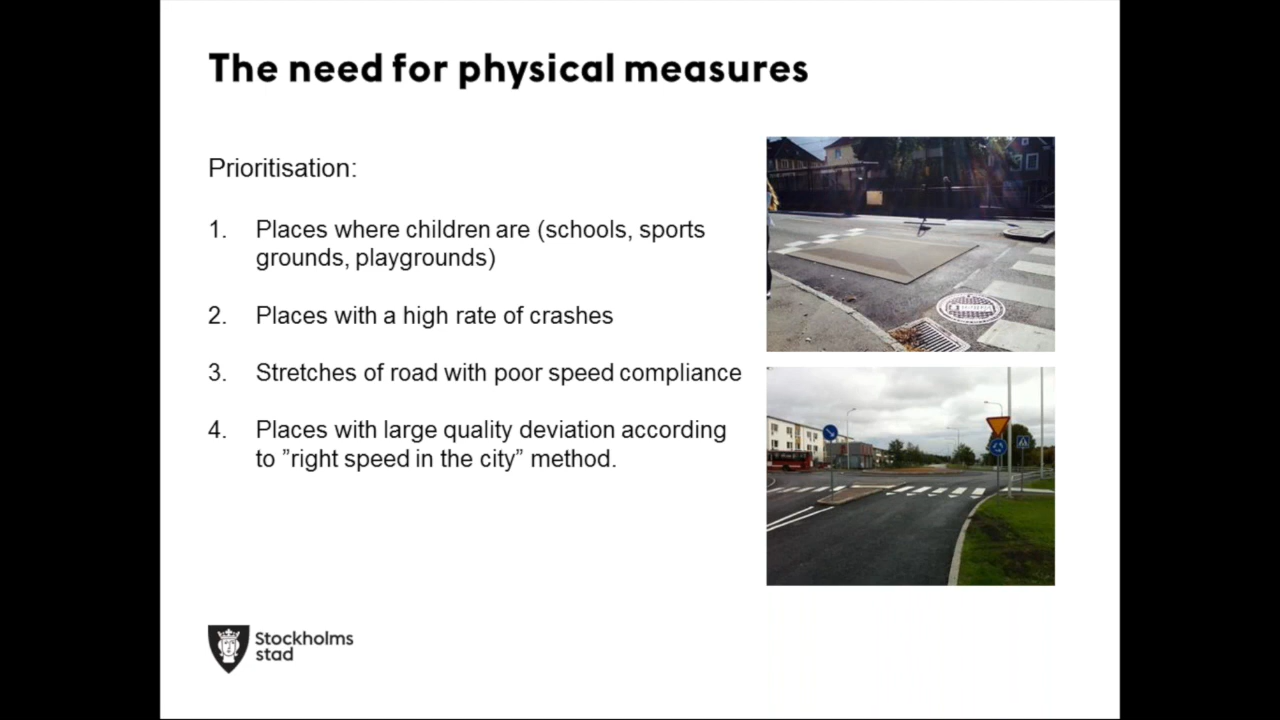 The need for physical measures
Prioritisation:
1. Places where children are (schools, sports
grounds, playgrounds)
2. Places with a high rate of crashes
3. Stretches of road with poor speed compliance
4. Places with large quality deviation according
to ”right speed in the city” method.
Stockholms
stad